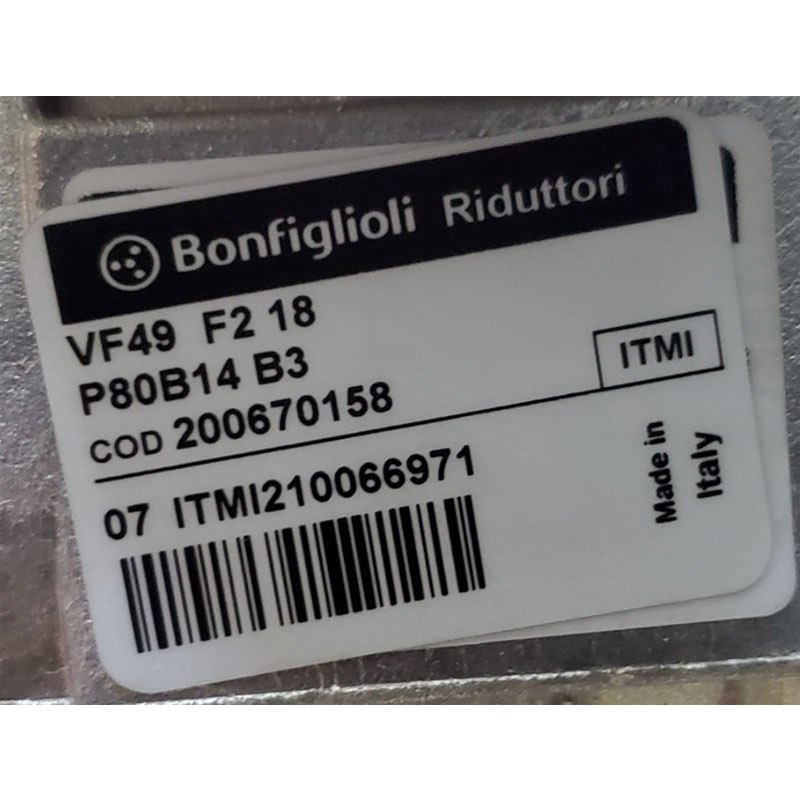 Bonfiglioli Riduttori
VF49 F2 18
P80B14 B3
ITMI
COD 200670158
07 ITMI210066971
Made in
Italy